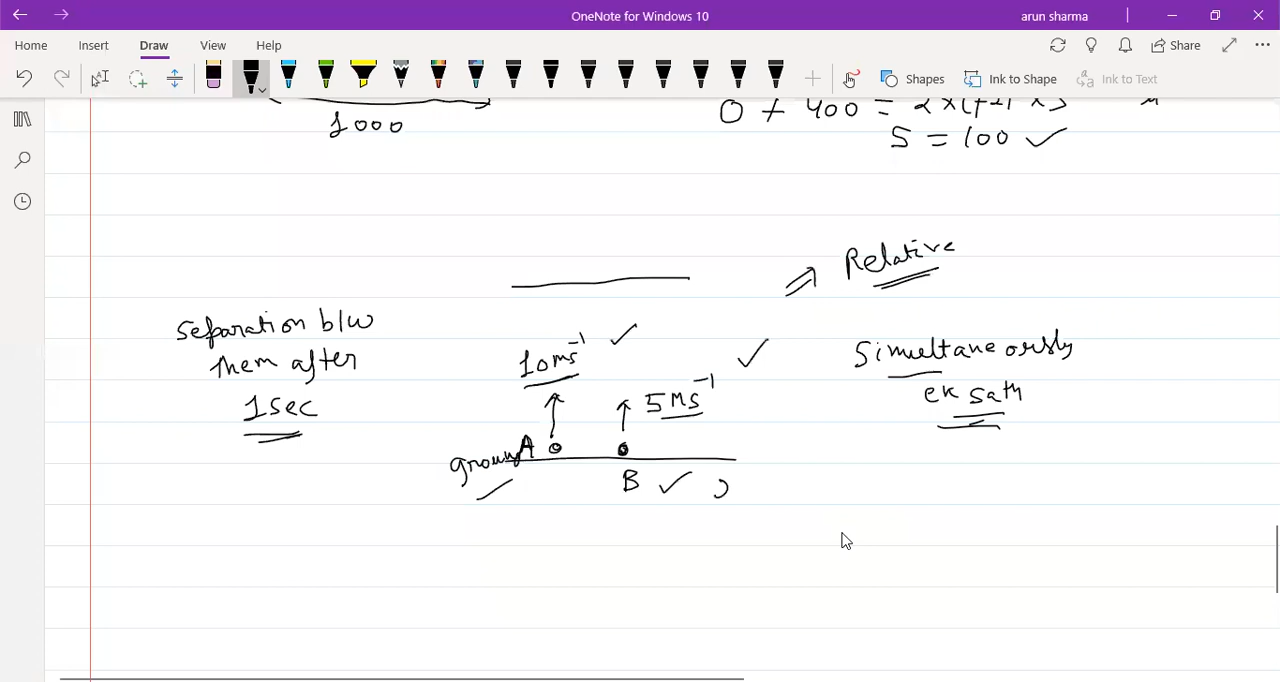 OneNote for Windows 10
arun sharma
Home Insert Draw View Help
Share
Shapes
Ink to Shape
Ink to Text
1000
S = 100 ✓
Relative
Separation b/w
them after
1sec
10ms⁻¹ ✓
5Ms⁻¹ ✓
Simultaneously
ek sath
ground
A
B ✓